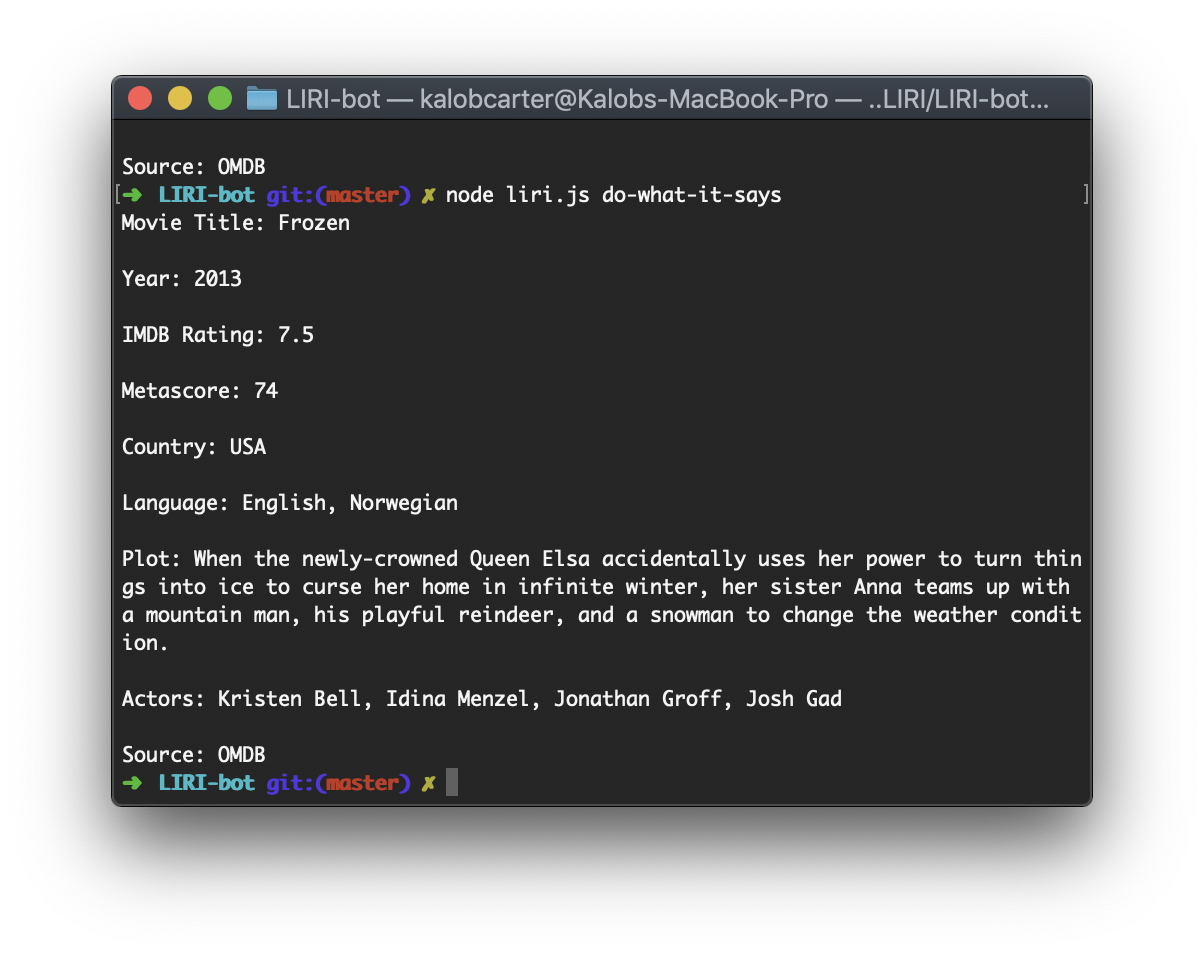 LIRI-bot — kalobcarter@Kalobs-MacBook-Pro — ..LIRI/LIRI-bot...
Source: OMDB
[➜ LIRI-bot git:(master) ✗ node liri.js do-what-it-says ]
Movie Title: Frozen
Year: 2013
IMDB Rating: 7.5
Metascore: 74
Country: USA
Language: English, Norwegian
Plot: When the newly-crowned Queen Elsa accidentally uses her power to turn thin
gs into ice to curse her home in infinite winter, her sister Anna teams up with
a mountain man, his playful reindeer, and a snowman to change the weather condit
ion.
Actors: Kristen Bell, Idina Menzel, Jonathan Groff, Josh Gad
Source: OMDB
➜ LIRI-bot git:(master) ✗